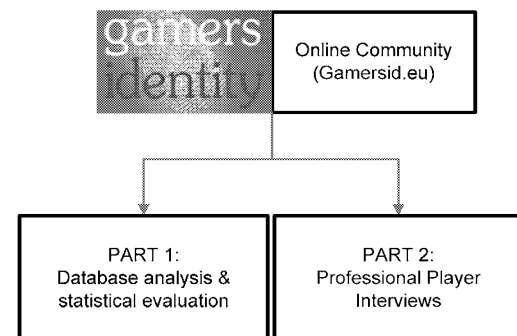 gamers
identity
Online Community
(Gamersid.eu)
PART 1:
Database analysis &
statistical evaluation
PART 2:
Professional Player
Interviews